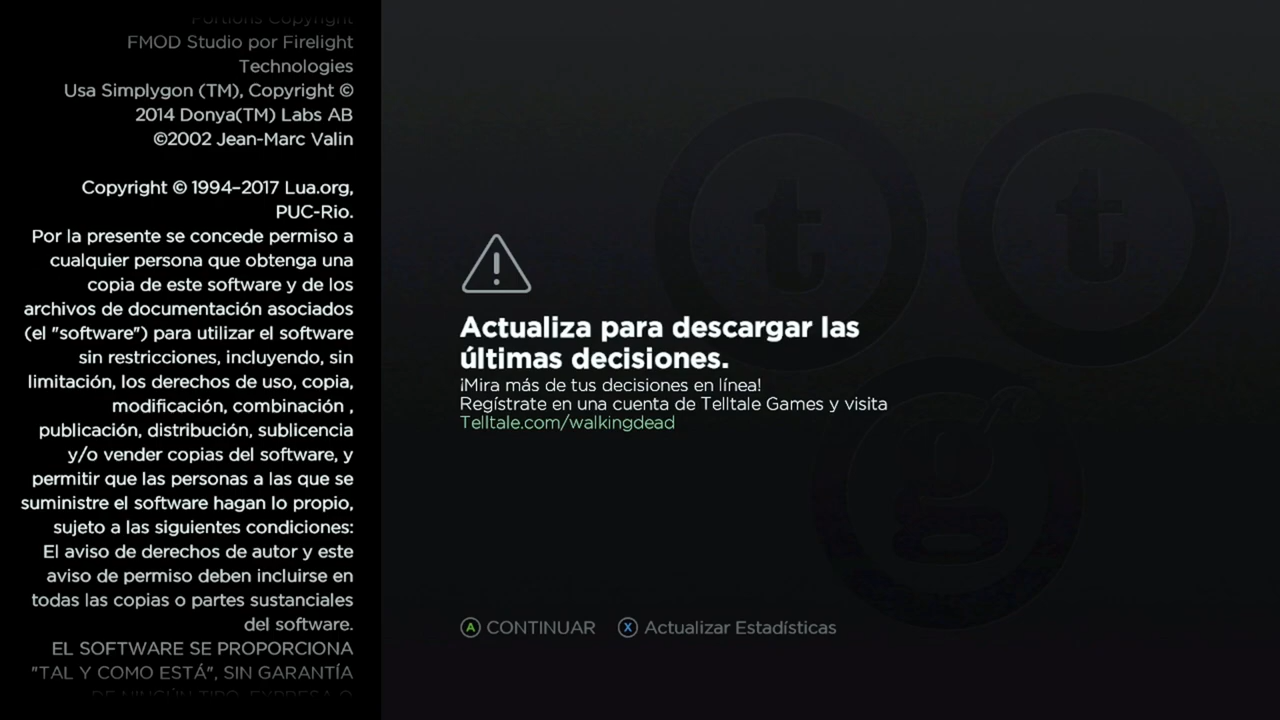 Portions Copyright
FMOD Studio por Firelight
Technologies
Usa Simplygon (TM), Copyright ©
2014 Donya(TM) Labs AB
©2002 Jean-Marc Valin
Copyright © 1994-2017 Lua.org,
PUC-Rio.
Por la presente se concede permiso a
cualquier persona que obtenga una
copia de este software y de los
archivos de documentación asociados
(el "software") para utilizar el software
sin restricciones, incluyendo, sin
limitación, los derechos de uso, copia,
modificación, combinación ,
publicación, distribución, sublicencia
y/o vender copias del software, y
permitir que las personas a las que se
suministre el software hagan lo propio,
sujeto a las siguientes condiciones:
El aviso de derechos de autor y este
aviso de permiso deben incluirse en
todas las copias o partes sustanciales
del software.
EL SOFTWARE SE PROPORCIONA
"TAL Y COMO ESTÁ", SIN GARANTÍA
DE NINGÚN TIPO, EXPRESA O
t t g
Actualiza para descargar las
últimas decisiones.
¡Mira más de tus decisiones en línea!
Regístrate en una cuenta de Telltale Games y visita
Telltale.com/walkingdead
A CONTINUAR X Actualizar Estadísticas